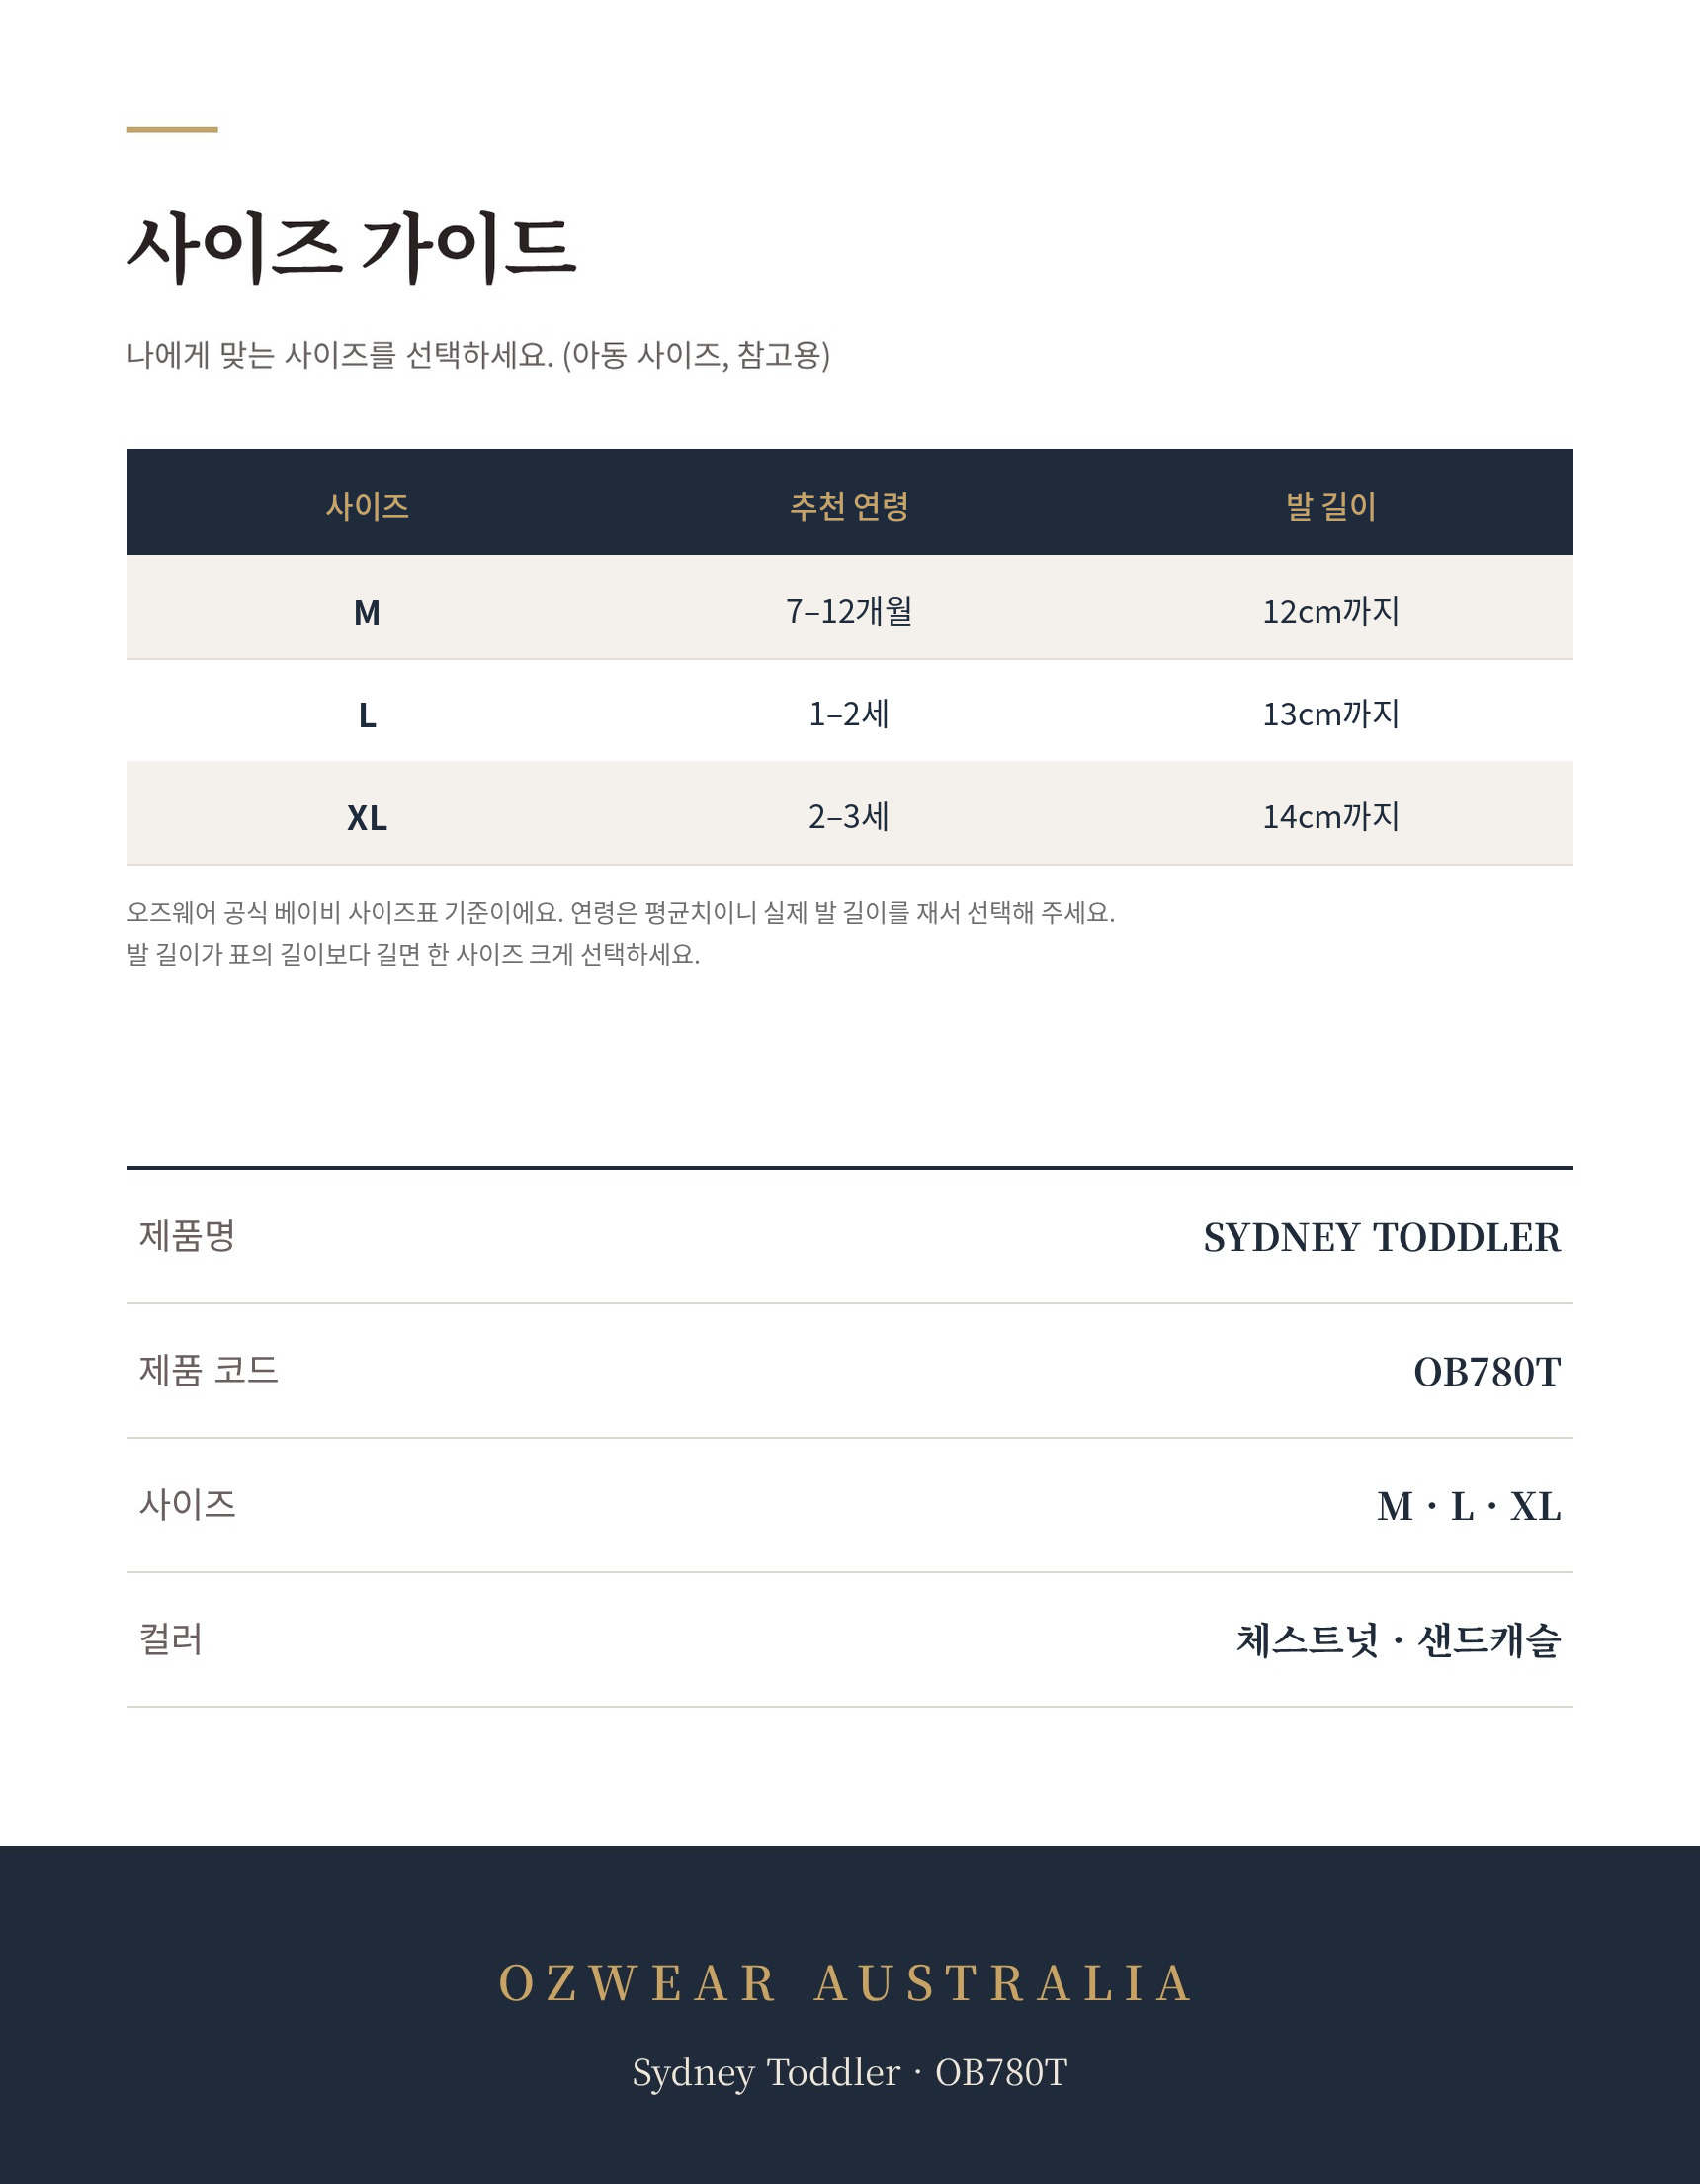 사이즈 가이드
나에게 맞는 사이즈를 선택하세요. (아동 사이즈, 참고용)
사이즈 추천 연령 발 길이
M 7–12개월 12cm까지
L 1–2세 13cm까지
XL 2–3세 14cm까지
오즈웨어 공식 베이비 사이즈표 기준이에요. 연령은 평균치이니 실제 발 길이를 재서 선택해 주세요.
발 길이가 표의 길이보다 길면 한 사이즈 크게 선택하세요.
제품명 SYDNEY TODDLER
제품 코드 OB780T
사이즈 M · L · XL
컬러 체스트넛 · 샌드캐슬
OZWEAR AUSTRALIA
Sydney Toddler · OB780T